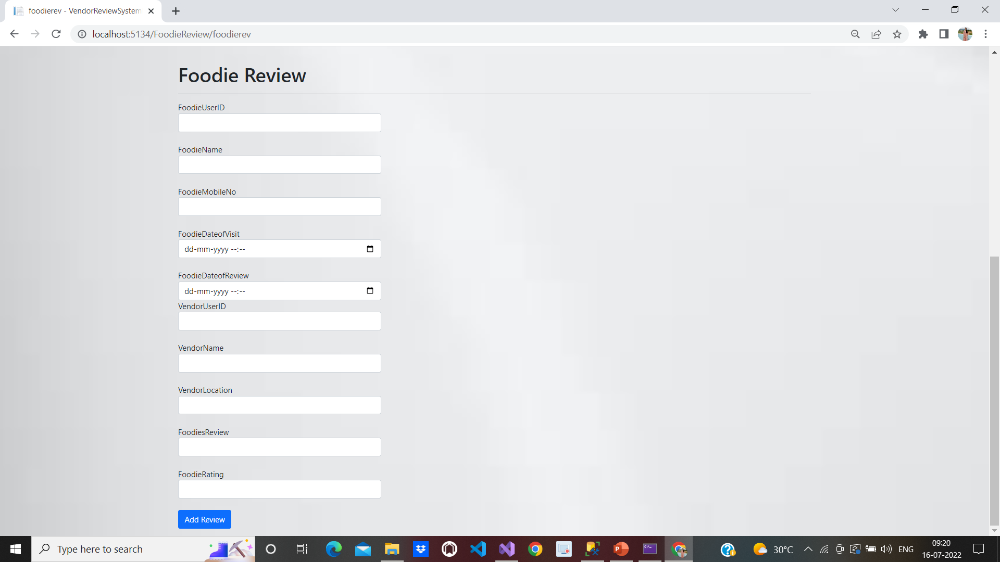 foodierev - VendorReviewSystem
localhost:5134/FoodieReview/foodierev
Foodie Review
FoodieUserID
FoodieName
FoodieMobileNo
FoodieDateofVisit
dd-mm-yyyy --:--
FoodieDateofReview
dd-mm-yyyy --:--
VendorUserID
VendorName
VendorLocation
FoodiesReview
FoodieRating
Add Review
Type here to search
30°C
ENG
09:20
16-07-2022